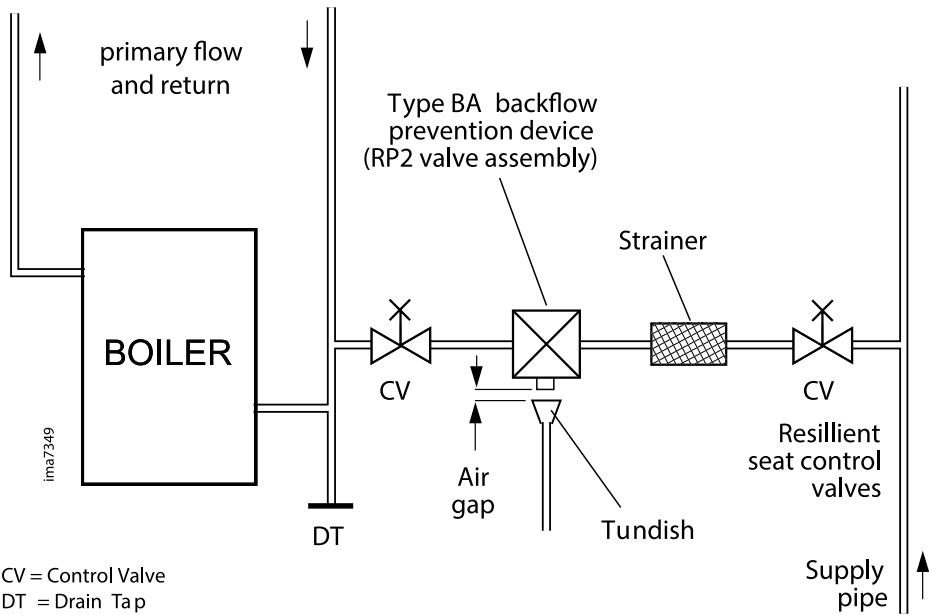 primary flow
and return
Type BA backflow
prevention device
(RP2 valve assembly)
Strainer
BOILER
CV
CV
Air
gap
Resillient
seat control
valves
Tundish
DT
Supply
pipe
ima7349
CV = Control Valve
DT = Drain Tap